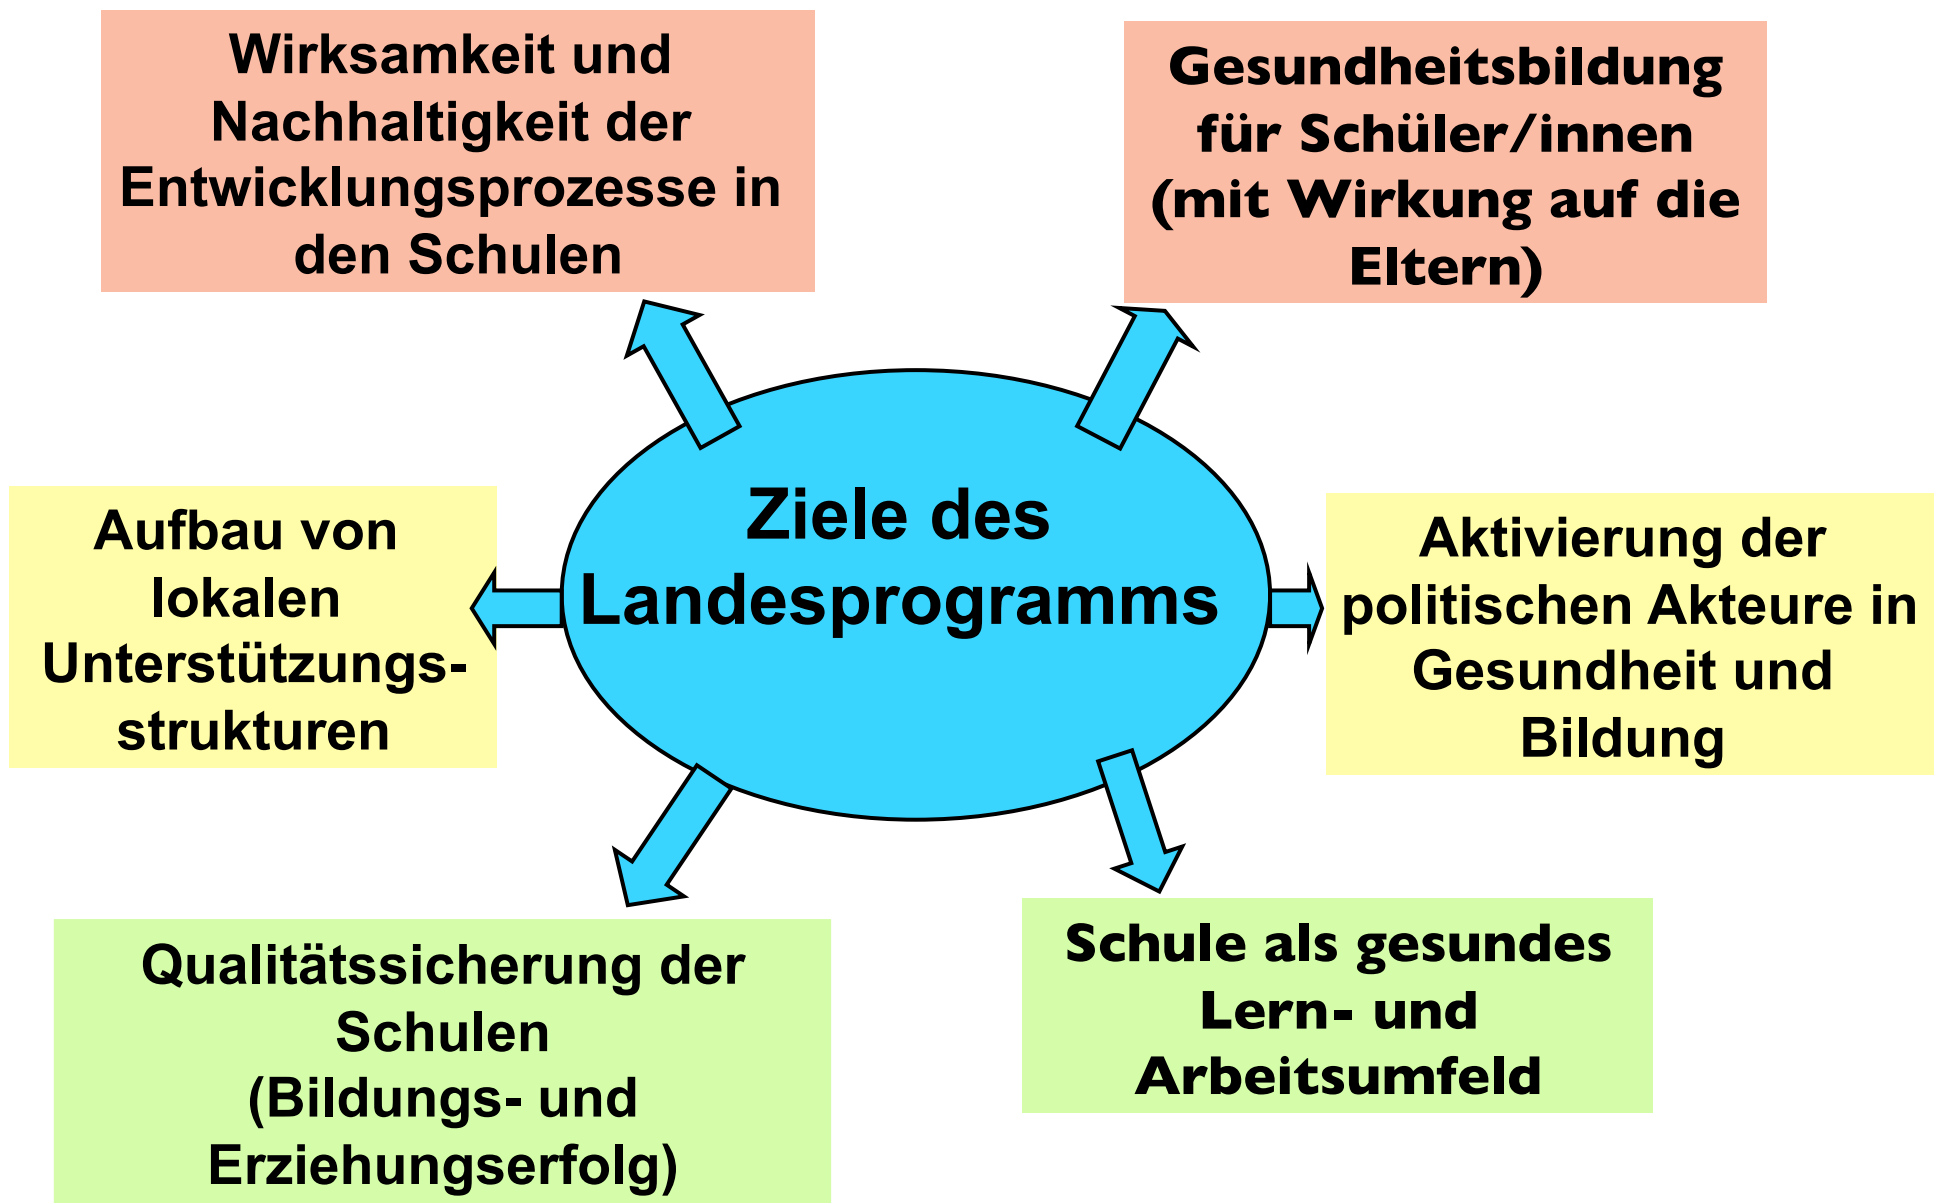 Wirksamkeit und
Nachhaltigkeit der
Entwicklungsprozesse in
den Schulen
Gesundheitsbildung
für Schüler/innen
(mit Wirkung auf die
Eltern)
Aufbau von
lokalen
Unterstützungs-
strukturen
Ziele des
Landesprogramms
Aktivierung der
politischen Akteure in
Gesundheit und
Bildung
Qualitätssicherung der
Schulen
(Bildungs- und
Erziehungserfolg)
Schule als gesundes
Lern- und
Arbeitsumfeld